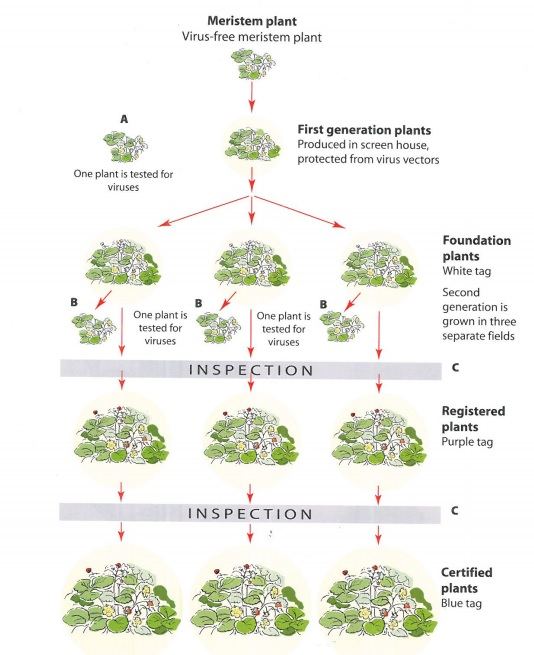 Meristem plant
Virus-free meristem plant
A
One plant is tested for
viruses
First generation plants
Produced in screen house,
protected from virus vectors
Foundation
plants
White tag
Second
generation is
grown in three
separate fields
B
One plant is
tested for
viruses
B
One plant is
tested for
viruses
B
INSPECTION
C
Registered
plants
Purple tag
INSPECTION
C
Certified
plants
Blue tag